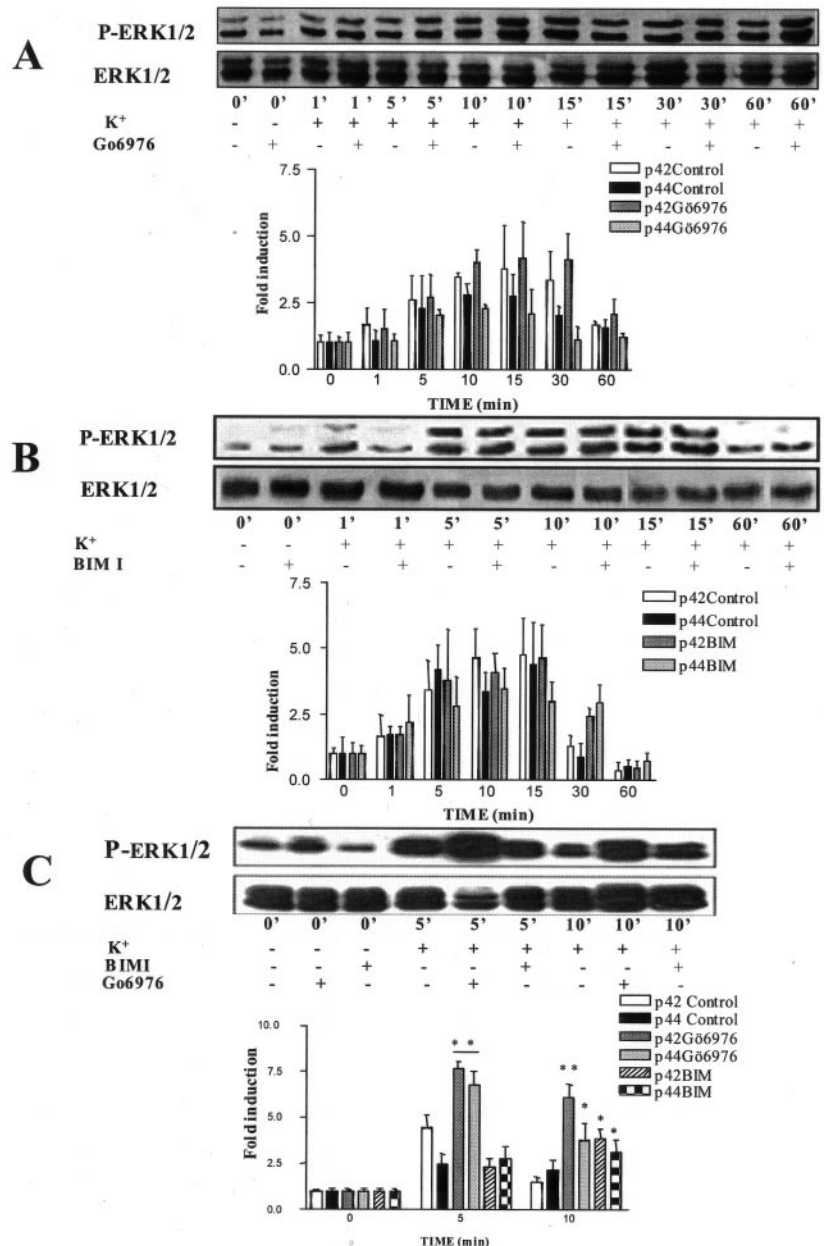 A
P-ERK1/2
ERK1/2
0' 0' 1' 1' 5' 5' 10' 10' 15' 15' 30' 30' 60' 60'
K+ - - + + + + + + + + + + + +
Go6976 - + - + - + - + - + - + - +
7.5
5.0
2.5
0.0
Fold induction
p42Control
p44Control
p42Gö6976
p44Gö6976
0 1 5 10 15 30 60
TIME (min)
B
P-ERK1/2
ERK1/2
0' 0' 1' 1' 5' 5' 10' 10' 15' 15' 60' 60'
K+ - - + + + + + + + + + +
BIM I - + - + - + - + - + - +
7.5
5.0
2.5
0.0
Fold induction
p42Control
p44Control
p42BIM
p44BIM
0 1 5 10 15 30 60
TIME (min)
C
P-ERK1/2
ERK1/2
0' 0' 0' 5' 5' 5' 10' 10' 10'
K+ - - - + + + + + +
BIMI - - + - - + - - +
Go6976 - + - - + - - + -
10.0
7.5
5.0
2.5
0.0
Fold induction
p42 Control
p44 Control
p42Gö6976
p44Gö6976
p42BIM
p44BIM
* *
* * * * *
0 5 10
TIME (min)